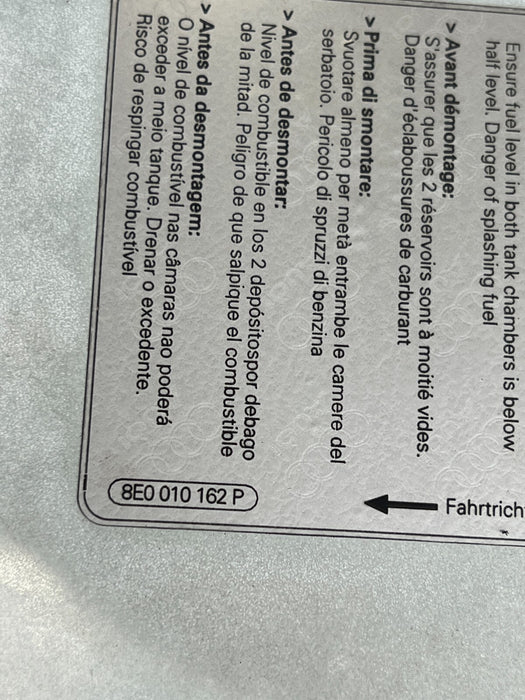 Ensure fuel level in both tank chambers is below
half level. Danger of splashing fuel
> Avant démontage:
S'assurer que les 2 réservoirs sont à moitié vides.
Danger d'éclaboussures de carburant
> Prima di smontare:
Svuotare almeno per metà entrambe le camere del
serbatoio. Pericolo di spruzzi di benzina
> Antes de desmontar:
Nivel de combustible en los 2 depósitospor debago
de la mitad. Peligro de que salpique el combustible
> Antes da desmontagem:
O nível de combustível nas câmaras nao poderá
exceder a meio tanque. Drenar o excedente.
Risco de respingar combustível
Fahrtrich
8E0 010 162 P